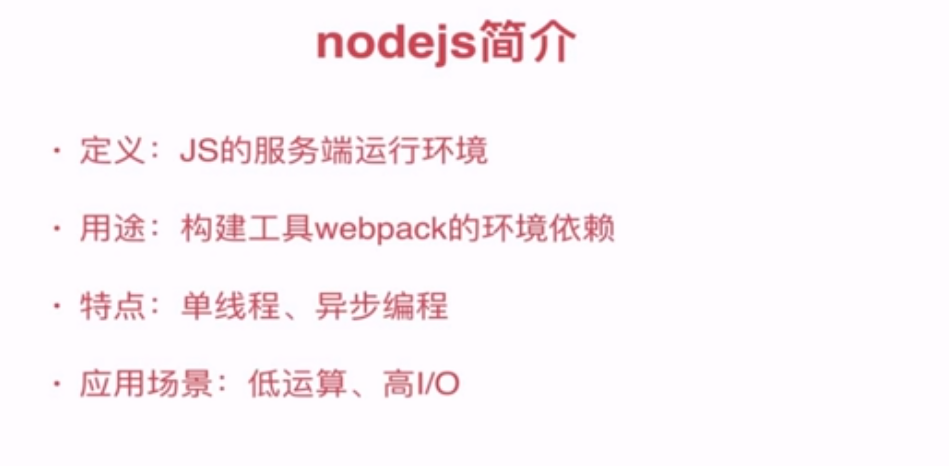 nodejs简介
· 定义：JS的服务端运行环境
· 用途：构建工具webpack的环境依赖
· 特点：单线程、异步编程
· 应用场景：低运算、高I/O